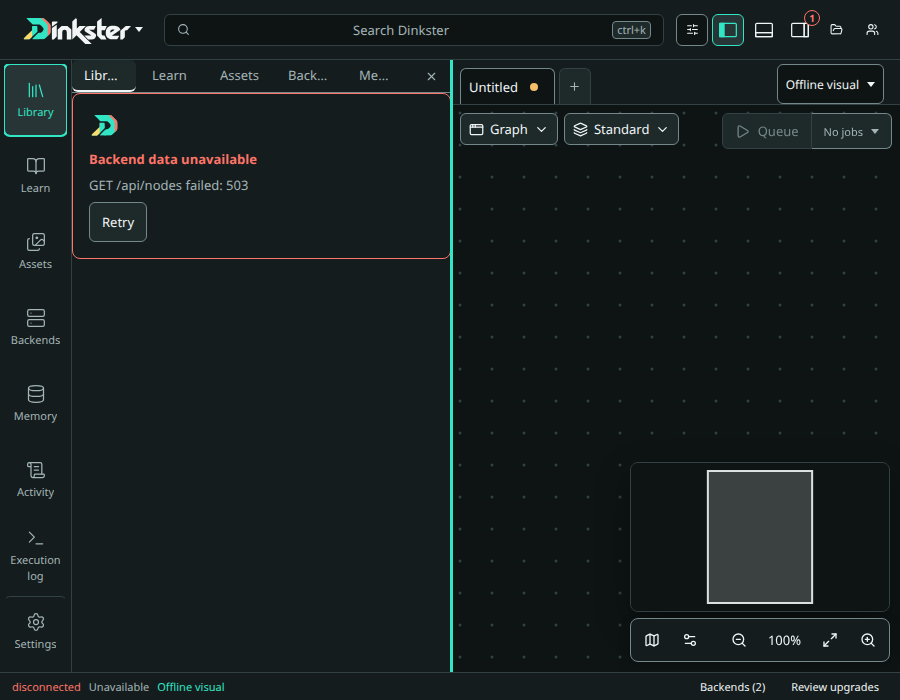 Dinkster
Search Dinkster
ctrl+k
1
Library
Learn
Assets
Backends
Memory
Activity
Execution
log
Settings
Libr...
Learn
Assets
Back...
Me...
Backend data unavailable
GET /api/nodes failed: 503
Retry
Untitled
Offline visual
Graph
Standard
Queue
No jobs
100%
disconnected
Unavailable
Offline visual
Backends (2)
Review upgrades